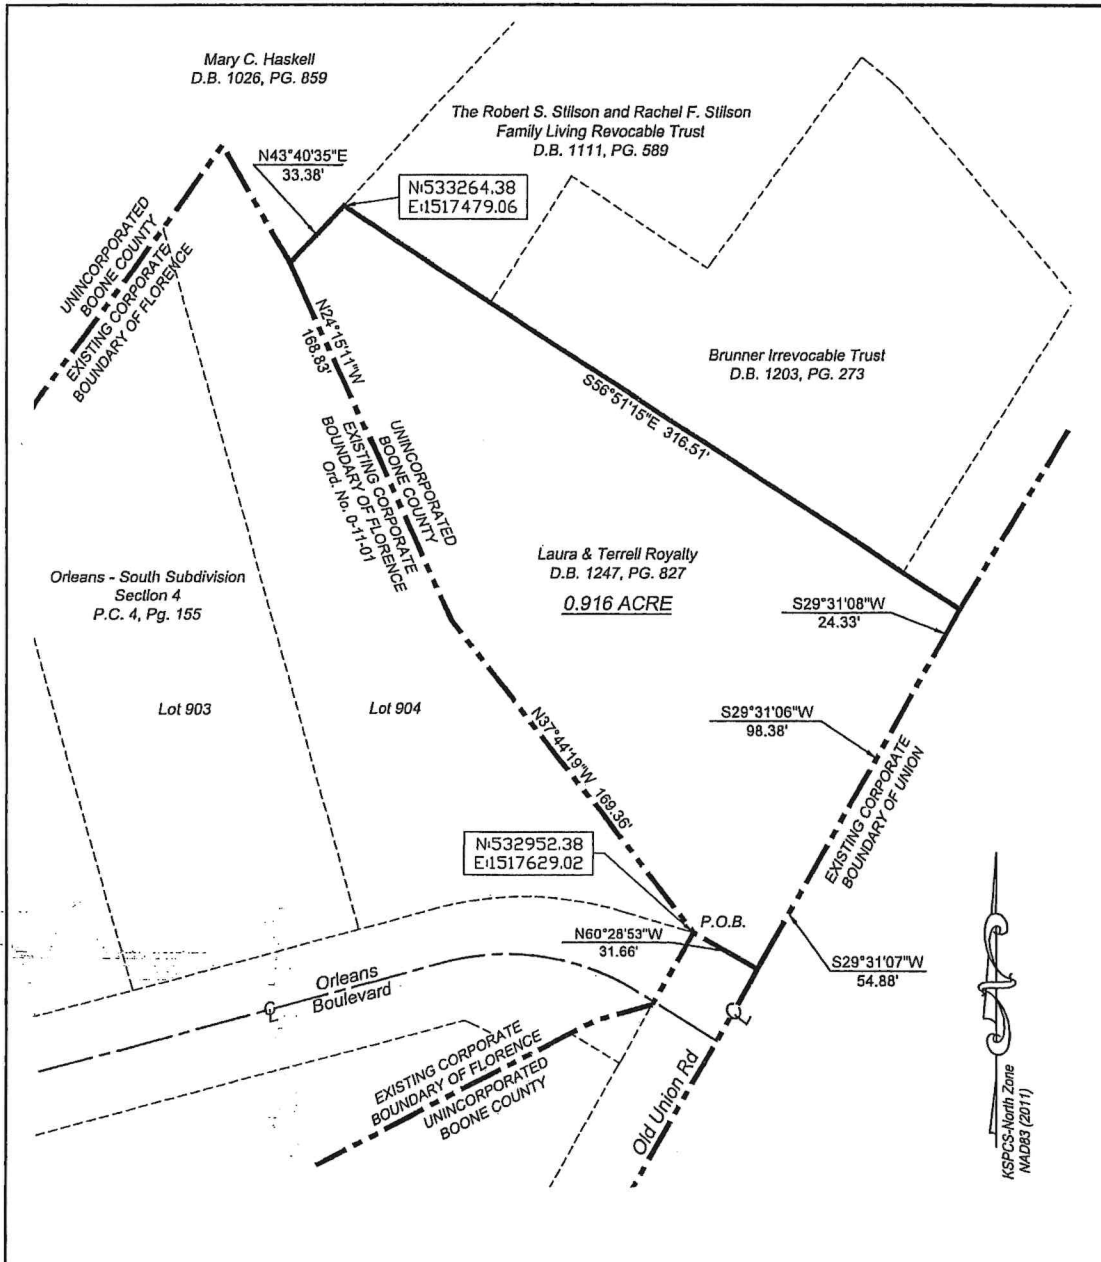 Mary C. Haskell
D.B. 1026, PG. 859
The Robert S. Stilson and Rachel F. Stilson
Family Living Revocable Trust
D.B. 1111, PG. 589
N43°40'35"E
33.38'
N:533264.38
E:1517479.06
UNINCORPORATED
BOONE COUNTY
EXISTING CORPORATE
BOUNDARY OF FLORENCE
N24°15'11"W
168.83'
Brunner Irrevocable Trust
D.B. 1203, PG. 273
S56°51'15"E 316.51'
UNINCORPORATED
BOONE COUNTY
EXISTING CORPORATE
BOUNDARY OF FLORENCE
Ord. No. 0-11-01
Laura & Terrell Royalty
D.B. 1247, PG. 827
0.916 ACRE
Orleans - South Subdivision
Section 4
P.C. 4, Pg. 155
S29°31'08"W
24.33'
Lot 903
Lot 904
S29°31'06"W
98.38'
N37°44'19"W 169.36'
EXISTING CORPORATE
BOUNDARY OF UNION
N:532952.38
E:1517629.02
P.O.B.
N60°28'53"W
31.66'
S29°31'07"W
54.88'
Orleans
Boulevard
CL
CL
EXISTING CORPORATE
BOUNDARY OF FLORENCE
UNINCORPORATED
BOONE COUNTY
Old Union Rd
KSPCS-North Zone
NAD83 (2011)